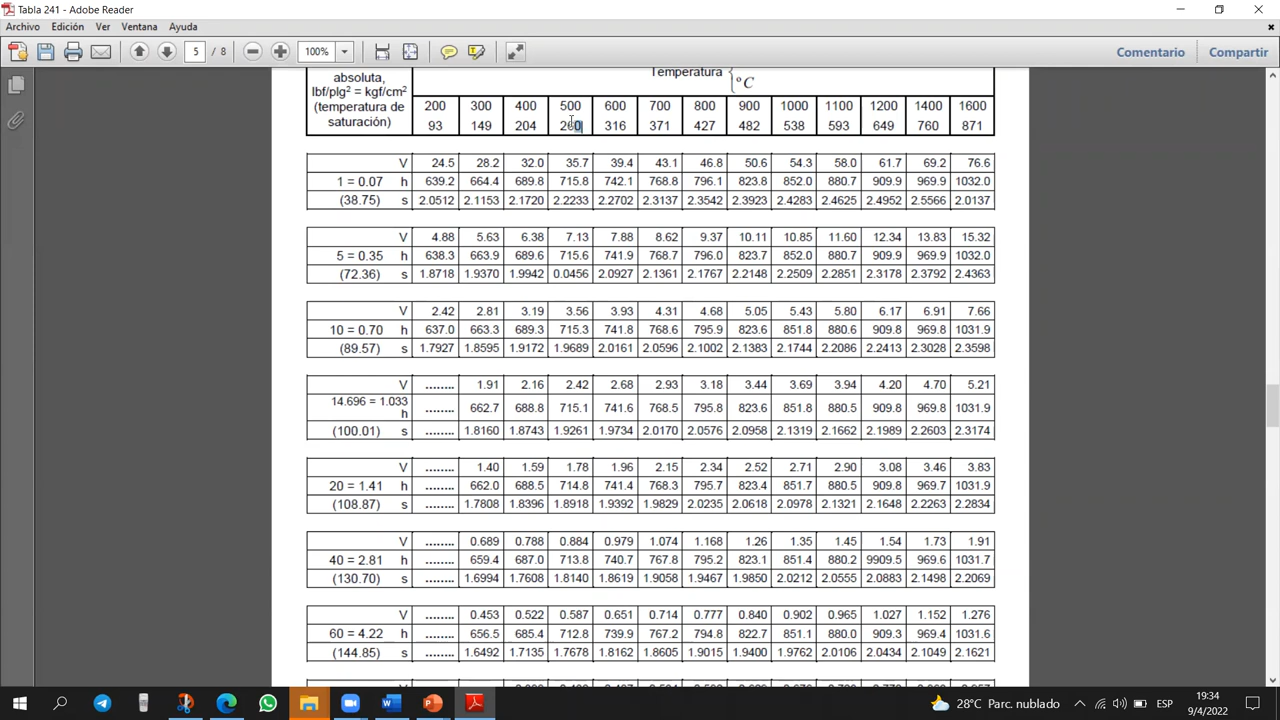 Tabla 241 - Adobe Reader
Archivo Edición Ver Ventana Ayuda
5 / 8 100% Comentario Compartir
absoluta, Temperatura { °C
lbf/plg² = kgf/cm²
(temperatura de
saturación)
200 300 400 500 600 700 800 900 1000 1100 1200 1400 1600
93 149 204 260 316 371 427 482 538 593 649 760 871
V 24.5 28.2 32.0 35.7 39.4 43.1 46.8 50.6 54.3 58.0 61.7 69.2 76.6
1 = 0.07 h 639.2 664.4 689.8 715.8 742.1 768.8 796.1 823.8 852.0 880.7 909.9 969.9 1032.0
(38.75) s 2.0512 2.1153 2.1720 2.2233 2.2702 2.3137 2.3542 2.3923 2.4283 2.4625 2.4952 2.5566 2.0137
V 4.88 5.63 6.38 7.13 7.88 8.62 9.37 10.11 10.85 11.60 12.34 13.83 15.32
5 = 0.35 h 638.3 663.9 689.6 715.6 741.9 768.7 796.0 823.7 852.0 880.7 909.9 969.9 1032.0
(72.36) s 1.8718 1.9370 1.9942 0.0456 2.0927 2.1361 2.1767 2.2148 2.2509 2.2851 2.3178 2.3792 2.4363
V 2.42 2.81 3.19 3.56 3.93 4.31 4.68 5.05 5.43 5.80 6.17 6.91 7.66
10 = 0.70 h 637.0 663.3 689.3 715.3 741.8 768.6 795.9 823.6 851.8 880.6 909.8 969.8 1031.9
(89.57) s 1.7927 1.8595 1.9172 1.9689 2.0161 2.0596 2.1002 2.1383 2.1744 2.2086 2.2413 2.3028 2.3598
V ........ 1.91 2.16 2.42 2.68 2.93 3.18 3.44 3.69 3.94 4.20 4.70 5.21
14.696 = 1.033 h ........ 662.7 688.8 715.1 741.6 768.5 795.8 823.6 851.8 880.5 909.8 969.8 1031.9
(100.01) s ........ 1.8160 1.8743 1.9261 1.9734 2.0170 2.0576 2.0958 2.1319 2.1662 2.1989 2.2603 2.3174
V ........ 1.40 1.59 1.78 1.96 2.15 2.34 2.52 2.71 2.90 3.08 3.46 3.83
20 = 1.41 h ........ 662.0 688.5 714.8 741.4 768.3 795.7 823.4 851.7 880.5 909.7 969.7 1031.9
(108.87) s ........ 1.7808 1.8396 1.8918 1.9392 1.9829 2.0235 2.0618 2.0978 2.1321 2.1648 2.2263 2.2834
V ........ 0.689 0.788 0.884 0.979 1.074 1.168 1.26 1.35 1.45 1.54 1.73 1.91
40 = 2.81 h ........ 659.4 687.0 713.8 740.7 767.8 795.2 823.1 851.4 880.2 9909.5 969.6 1031.7
(130.70) s ........ 1.6994 1.7608 1.8140 1.8619 1.9058 1.9467 1.9850 2.0212 2.0555 2.0883 2.1498 2.2069
V ........ 0.453 0.522 0.587 0.651 0.714 0.777 0.840 0.902 0.965 1.027 1.152 1.276
60 = 4.22 h ........ 656.5 685.4 712.8 739.9 767.2 794.8 822.7 851.1 880.0 909.3 969.4 1031.6
(144.85) s ........ 1.6492 1.7135 1.7678 1.8162 1.8605 1.9015 1.9400 1.9762 2.0106 2.0434 2.1049 2.1621
28°C Parc. nublado ESP 19:34
9/4/2022